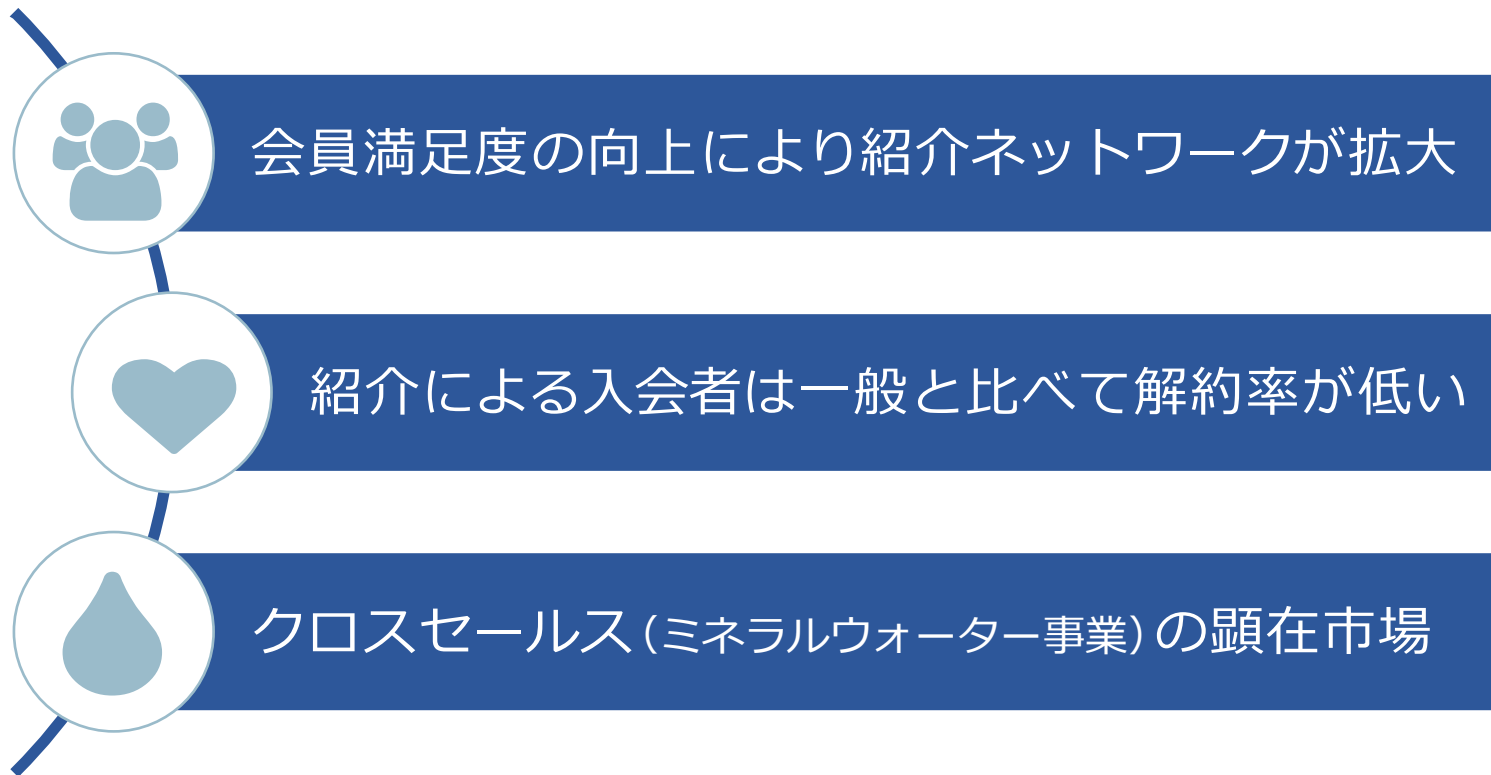 会員満足度の向上により紹介ネットワークが拡大
紹介による入会者は一般と比べて解約率が低い
クロスセールス(ミネラルウォーター事業)の顕在市場